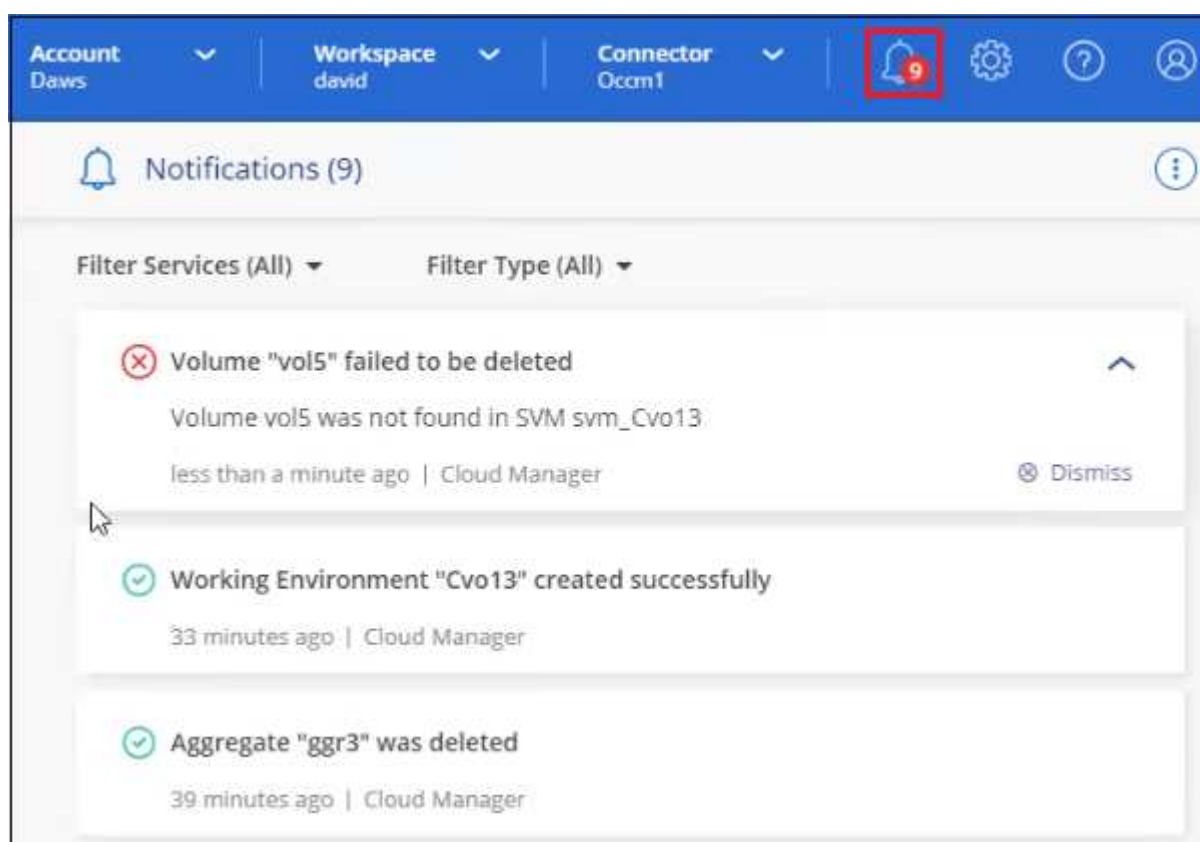 Account Workspace Connector
Daws david Occm1 9
Notifications (9)
Filter Services (All) Filter Type (All)
Volume "vol5" failed to be deleted
Volume vol5 was not found in SVM svm_Cvo13
less than a minute ago | Cloud Manager Dismiss
Working Environment "Cvo13" created successfully
33 minutes ago | Cloud Manager
Aggregate "ggr3" was deleted
39 minutes ago | Cloud Manager